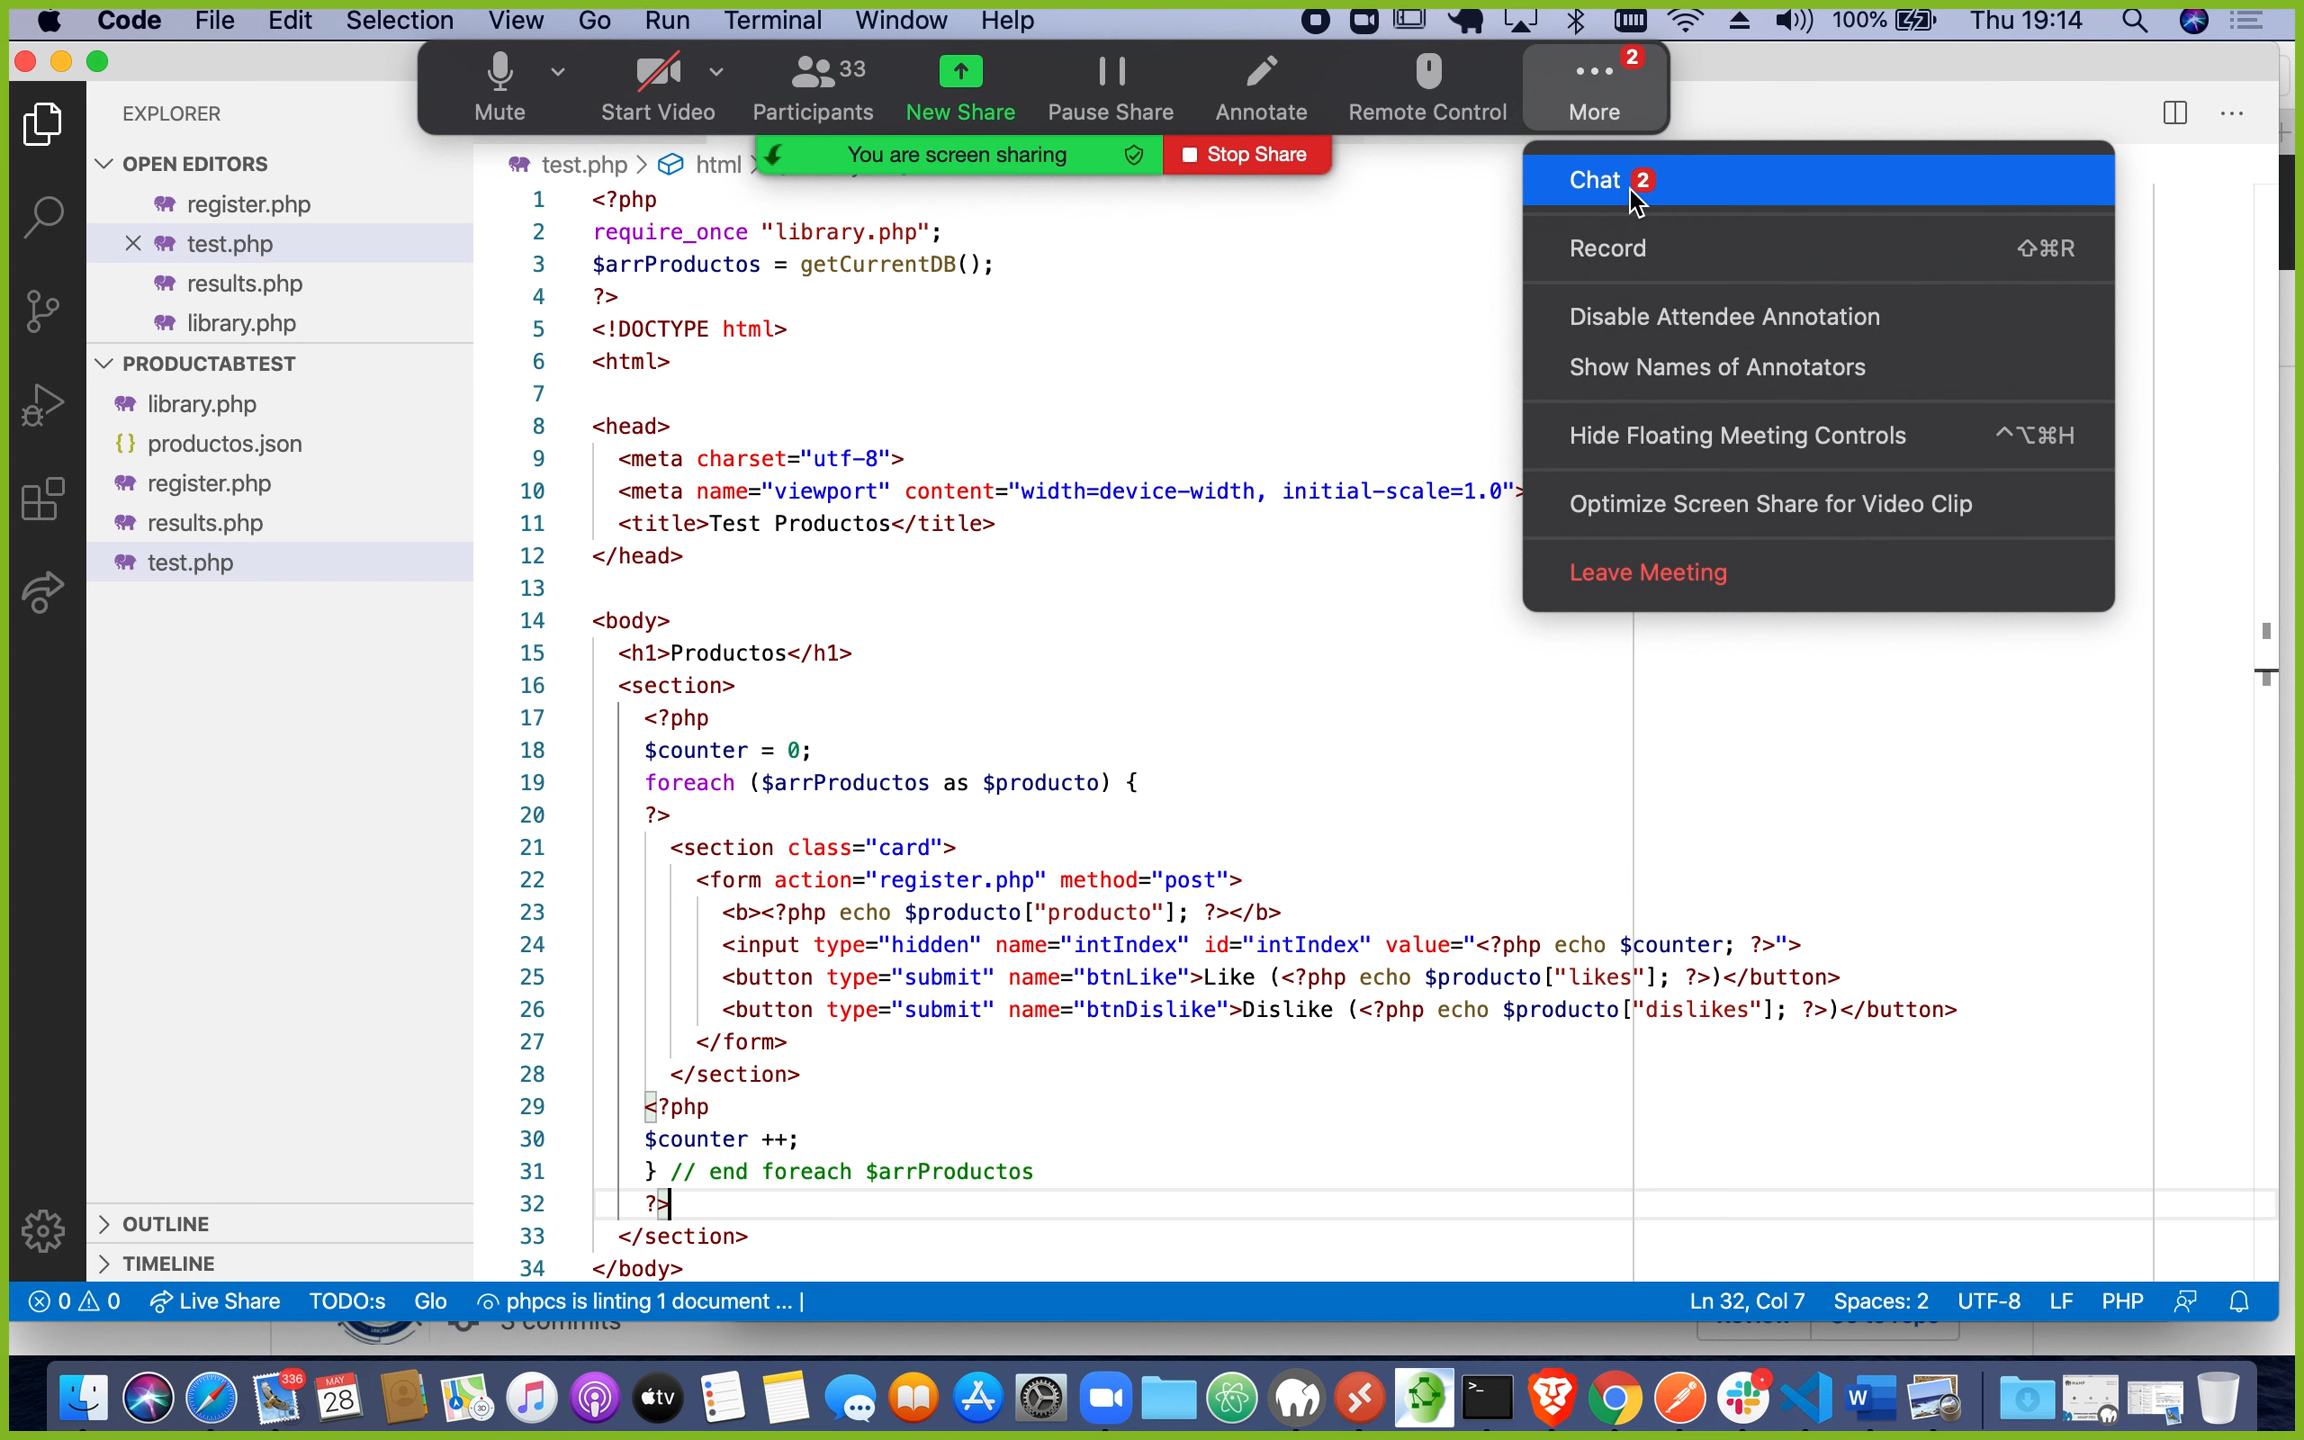 Code File Edit Selection View Go Run Terminal Window Help 100% Thu 19:14
Mute Start Video 33 Participants New Share Pause Share Annotate Remote Control 2 More
You are screen sharing Stop Share
Chat 2
Record ⇧⌘R
Disable Attendee Annotation
Show Names of Annotators
Hide Floating Meeting Controls ^⌥⌘H
Optimize Screen Share for Video Clip
Leave Meeting
EXPLORER
OPEN EDITORS
register.php
test.php
results.php
library.php
PRODUCTABTEST
library.php
{} productos.json
register.php
results.php
test.php
OUTLINE
TIMELINE
test.php > html >
1 <?php
2 require_once "library.php";
3 $arrProductos = getCurrentDB();
4 ?>
5 <!DOCTYPE html>
6 <html>
7
8 <head>
9 <meta charset="utf-8">
10 <meta name="viewport" content="width=device-width, initial-scale=1.0">
11 <title>Test Productos</title>
12 </head>
13
14 <body>
15 <h1>Productos</h1>
16 <section>
17 <?php
18 $counter = 0;
19 foreach ($arrProductos as $producto) {
20 ?>
21 <section class="card">
22 <form action="register.php" method="post">
23 <b><?php echo $producto["producto"]; ?></b>
24 <input type="hidden" name="intIndex" id="intIndex" value="<?php echo $counter; ?>">
25 <button type="submit" name="btnLike">Like (<?php echo $producto["likes"]; ?>)</button>
26 <button type="submit" name="btnDislike">Dislike (<?php echo $producto["dislikes"]; ?>)</button>
27 </form>
28 </section>
29 <?php
30 $counter ++;
31 } // end foreach $arrProductos
32 ?>
33 </section>
34 </body>
0 0 Live Share TODO:s Glo phpcs is linting 1 document ... | Ln 32, Col 7 Spaces: 2 UTF-8 LF PHP
3 commits
336 MAY 28 tv W